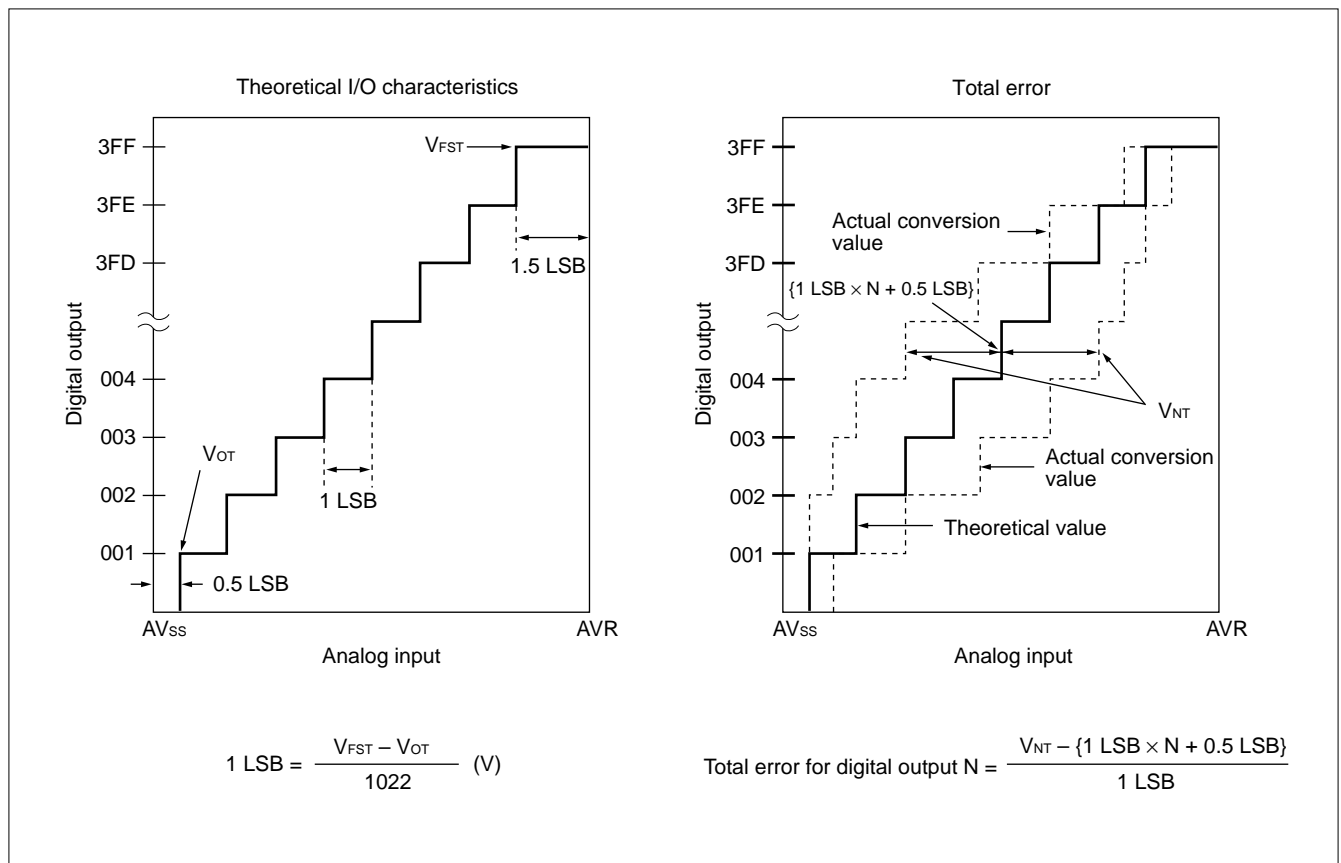 Theoretical I/O characteristics
3FF
3FE
3FD
004
003
002
001
Digital output
VFST
1.5 LSB
VOT
1 LSB
0.5 LSB
AVSS
AVR
Analog input
1 LSB = VFST – VOT / 1022 (V)
Total error
3FF
3FE
3FD
004
003
002
001
Digital output
Actual conversion
value
{1 LSB × N + 0.5 LSB}
VNT
Actual conversion
value
Theoretical value
AVSS
AVR
Analog input
Total error for digital output N = VNT – {1 LSB × N + 0.5 LSB} / 1 LSB